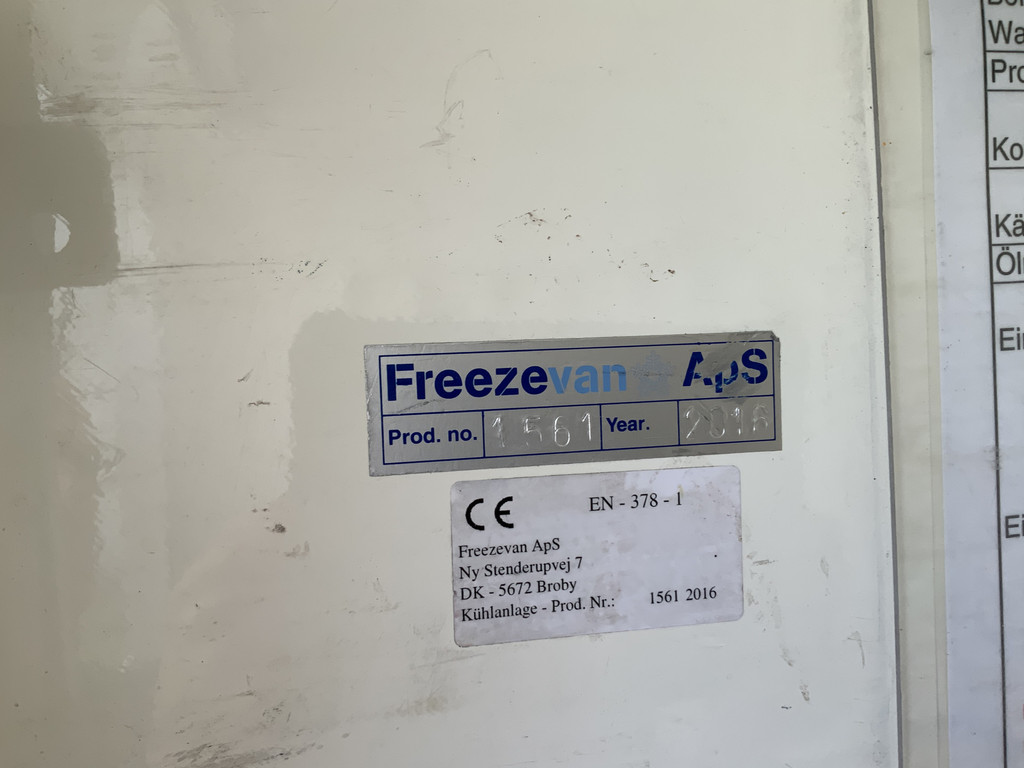 Freezevan ApS
Prod. no. 1561 Year. 2016
CE EN - 378 - 1
Freezevan ApS
Ny Stenderupvej 7
DK - 5672 Broby
Kühlanlage - Prod. Nr.: 1561 2016